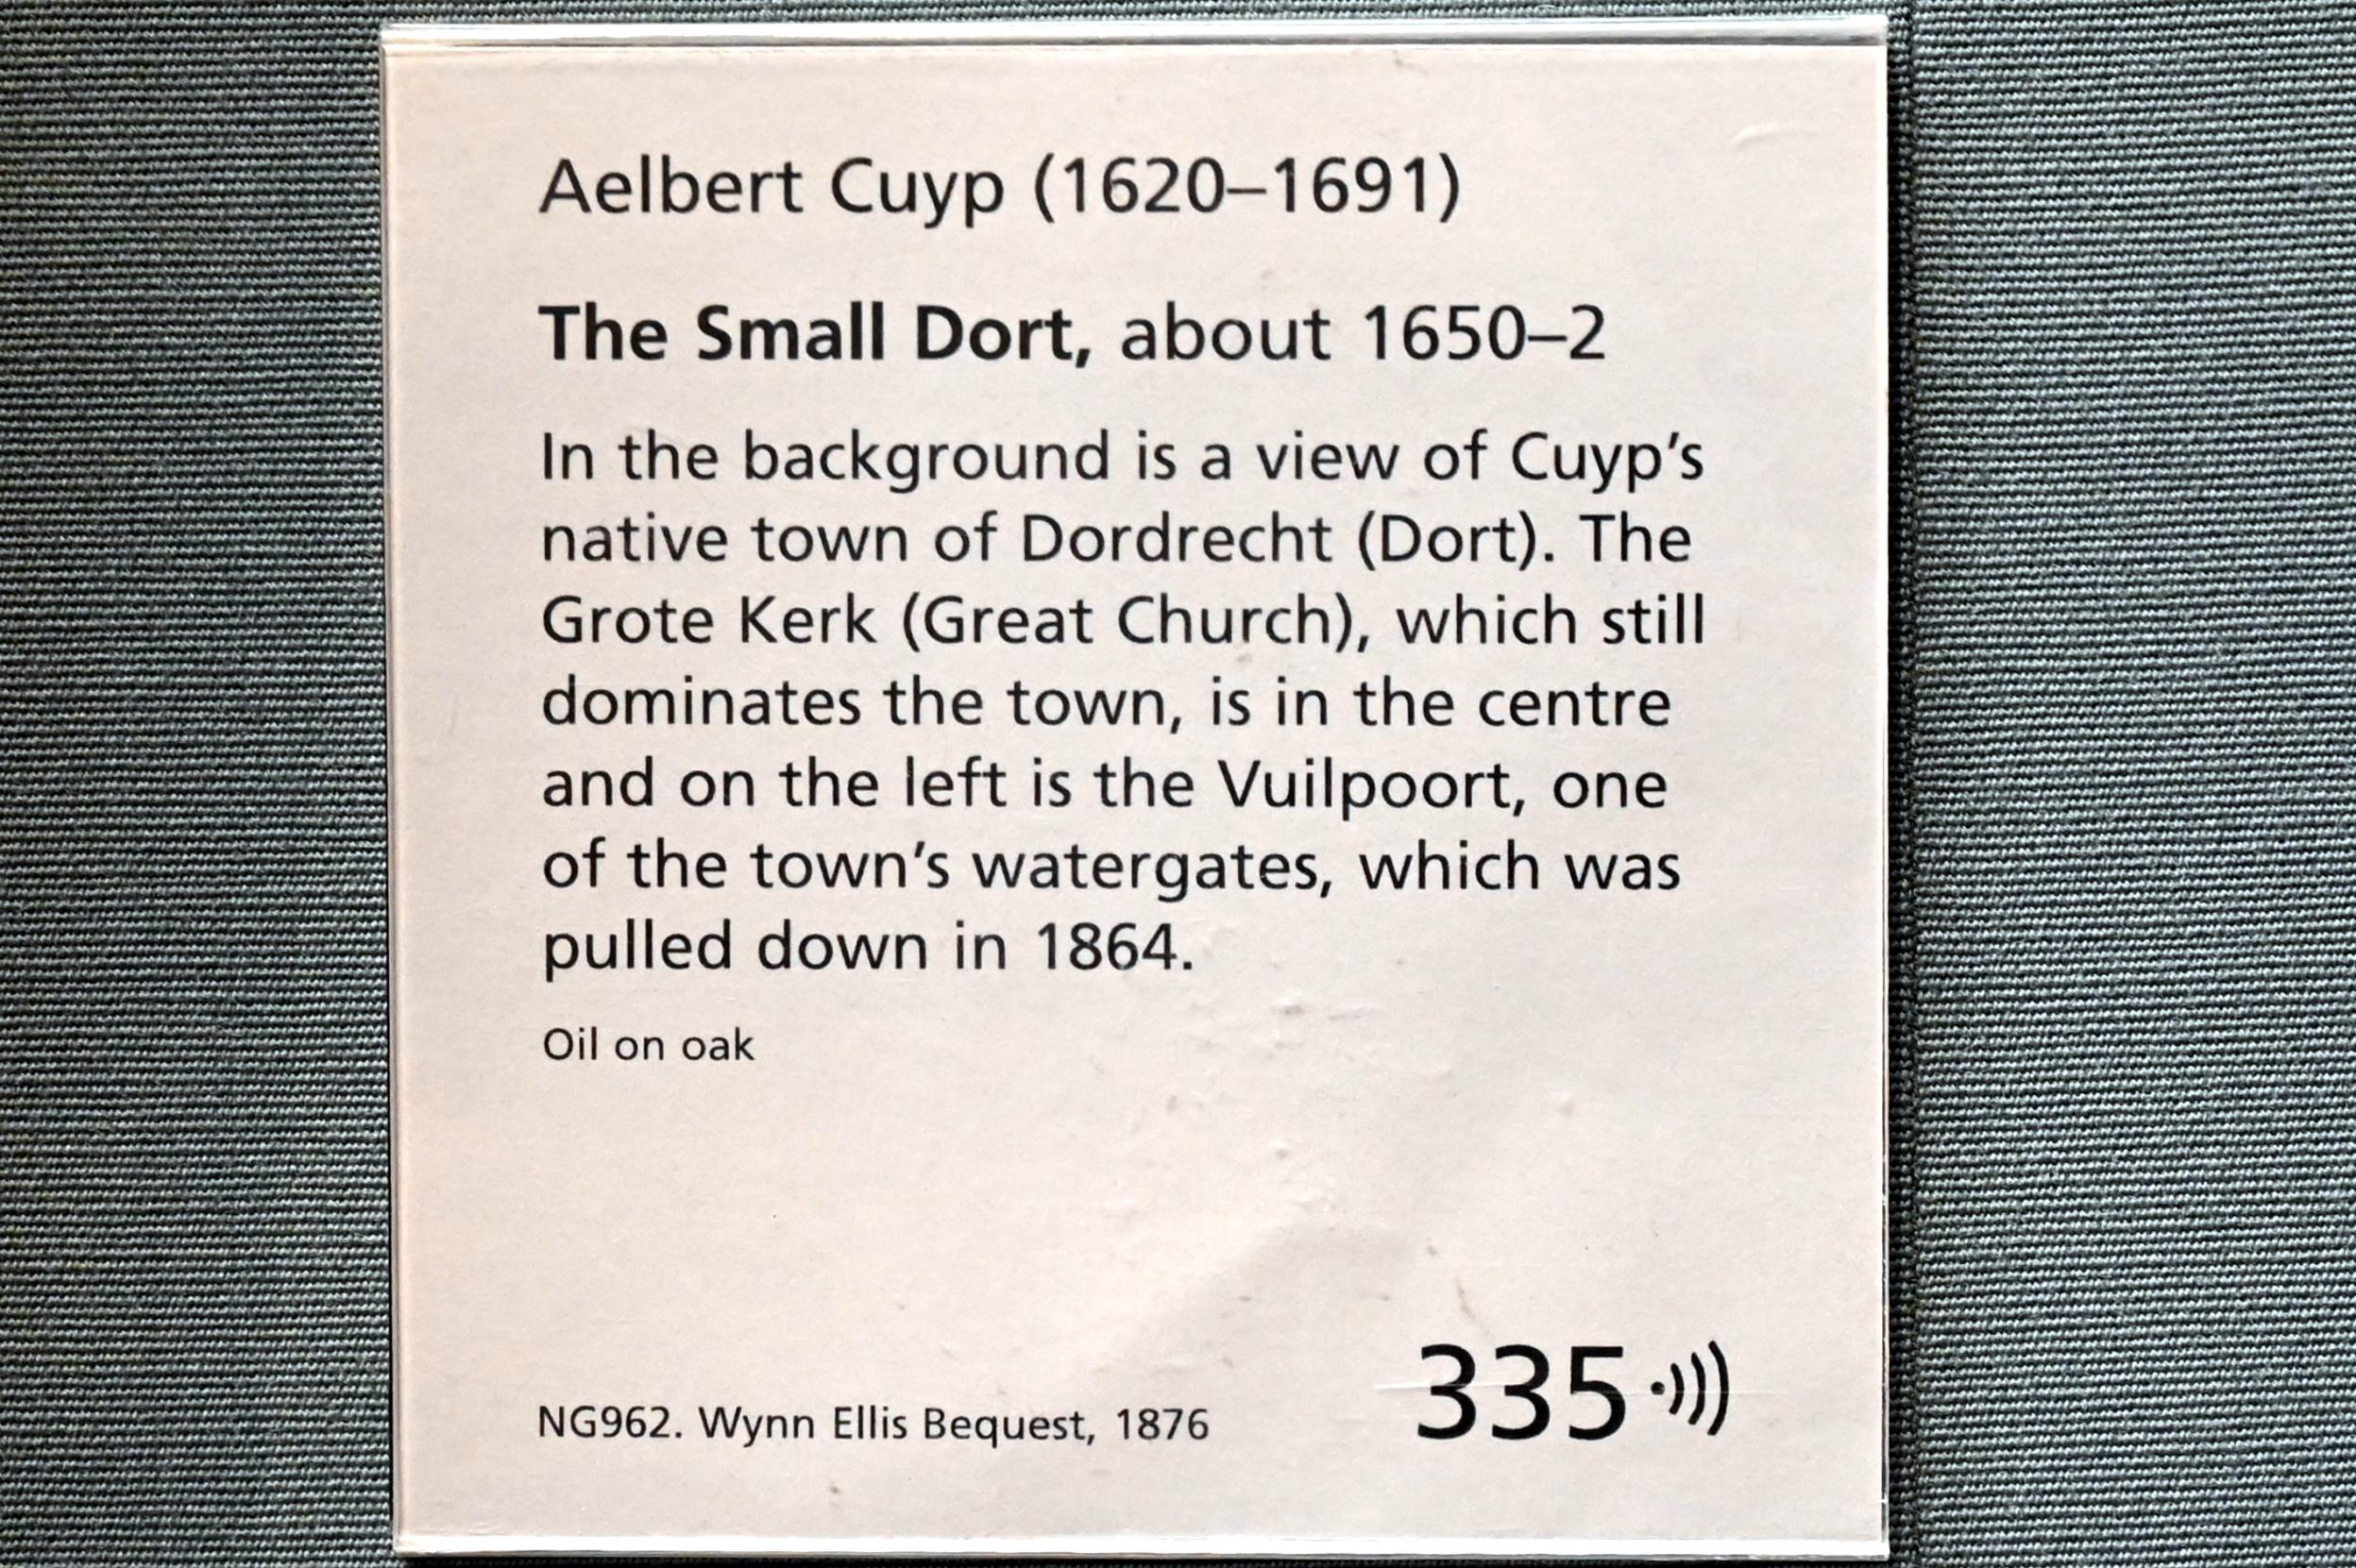 Aelbert Cuyp (1620–1691)
The Small Dort, about 1650–2
In the background is a view of Cuyp’s
native town of Dordrecht (Dort). The
Grote Kerk (Great Church), which still
dominates the town, is in the centre
and on the left is the Vuilpoort, one
of the town’s watergates, which was
pulled down in 1864.
Oil on oak
NG962. Wynn Ellis Bequest, 1876
335